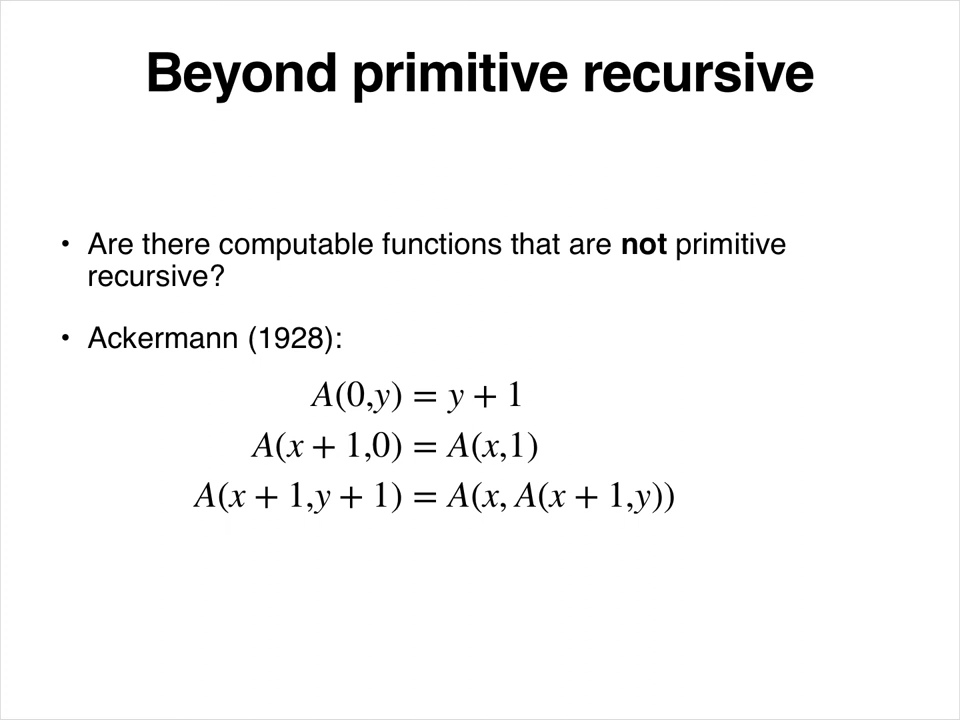 Beyond primitive recursive
• Are there computable functions that are not primitive
recursive?
• Ackermann (1928):
A(0,y) = y + 1
A(x + 1,0) = A(x,1)
A(x + 1,y + 1) = A(x, A(x + 1,y))